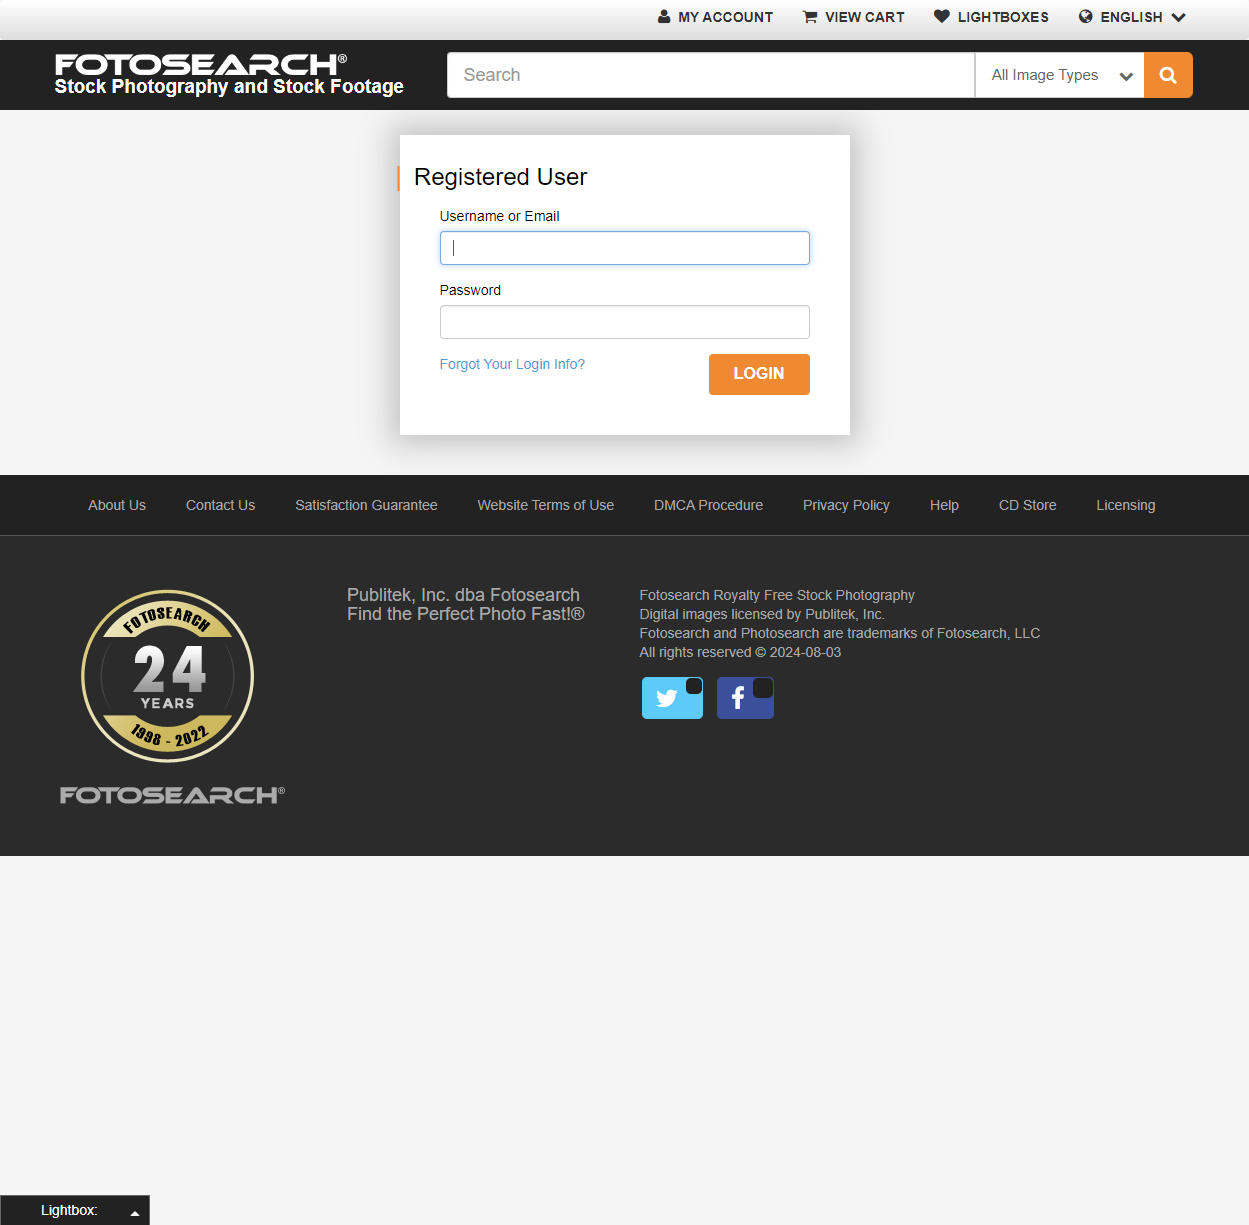 MY ACCOUNT VIEW CART LIGHTBOXES ENGLISH
FOTOSEARCH®
Stock Photography and Stock Footage
Search
All Image Types
Registered User
Username or Email
Password
Forgot Your Login Info?
LOGIN
About Us Contact Us Satisfaction Guarantee Website Terms of Use DMCA Procedure Privacy Policy Help CD Store Licensing
FOTOSEARCH
24
YEARS
1998 - 2022
FOTOSEARCH®
Publitek, Inc. dba Fotosearch
Find the Perfect Photo Fast!®
Fotosearch Royalty Free Stock Photography
Digital images licensed by Publitek, Inc.
Fotosearch and Photosearch are trademarks of Fotosearch, LLC
All rights reserved © 2024-08-03
Lightbox: